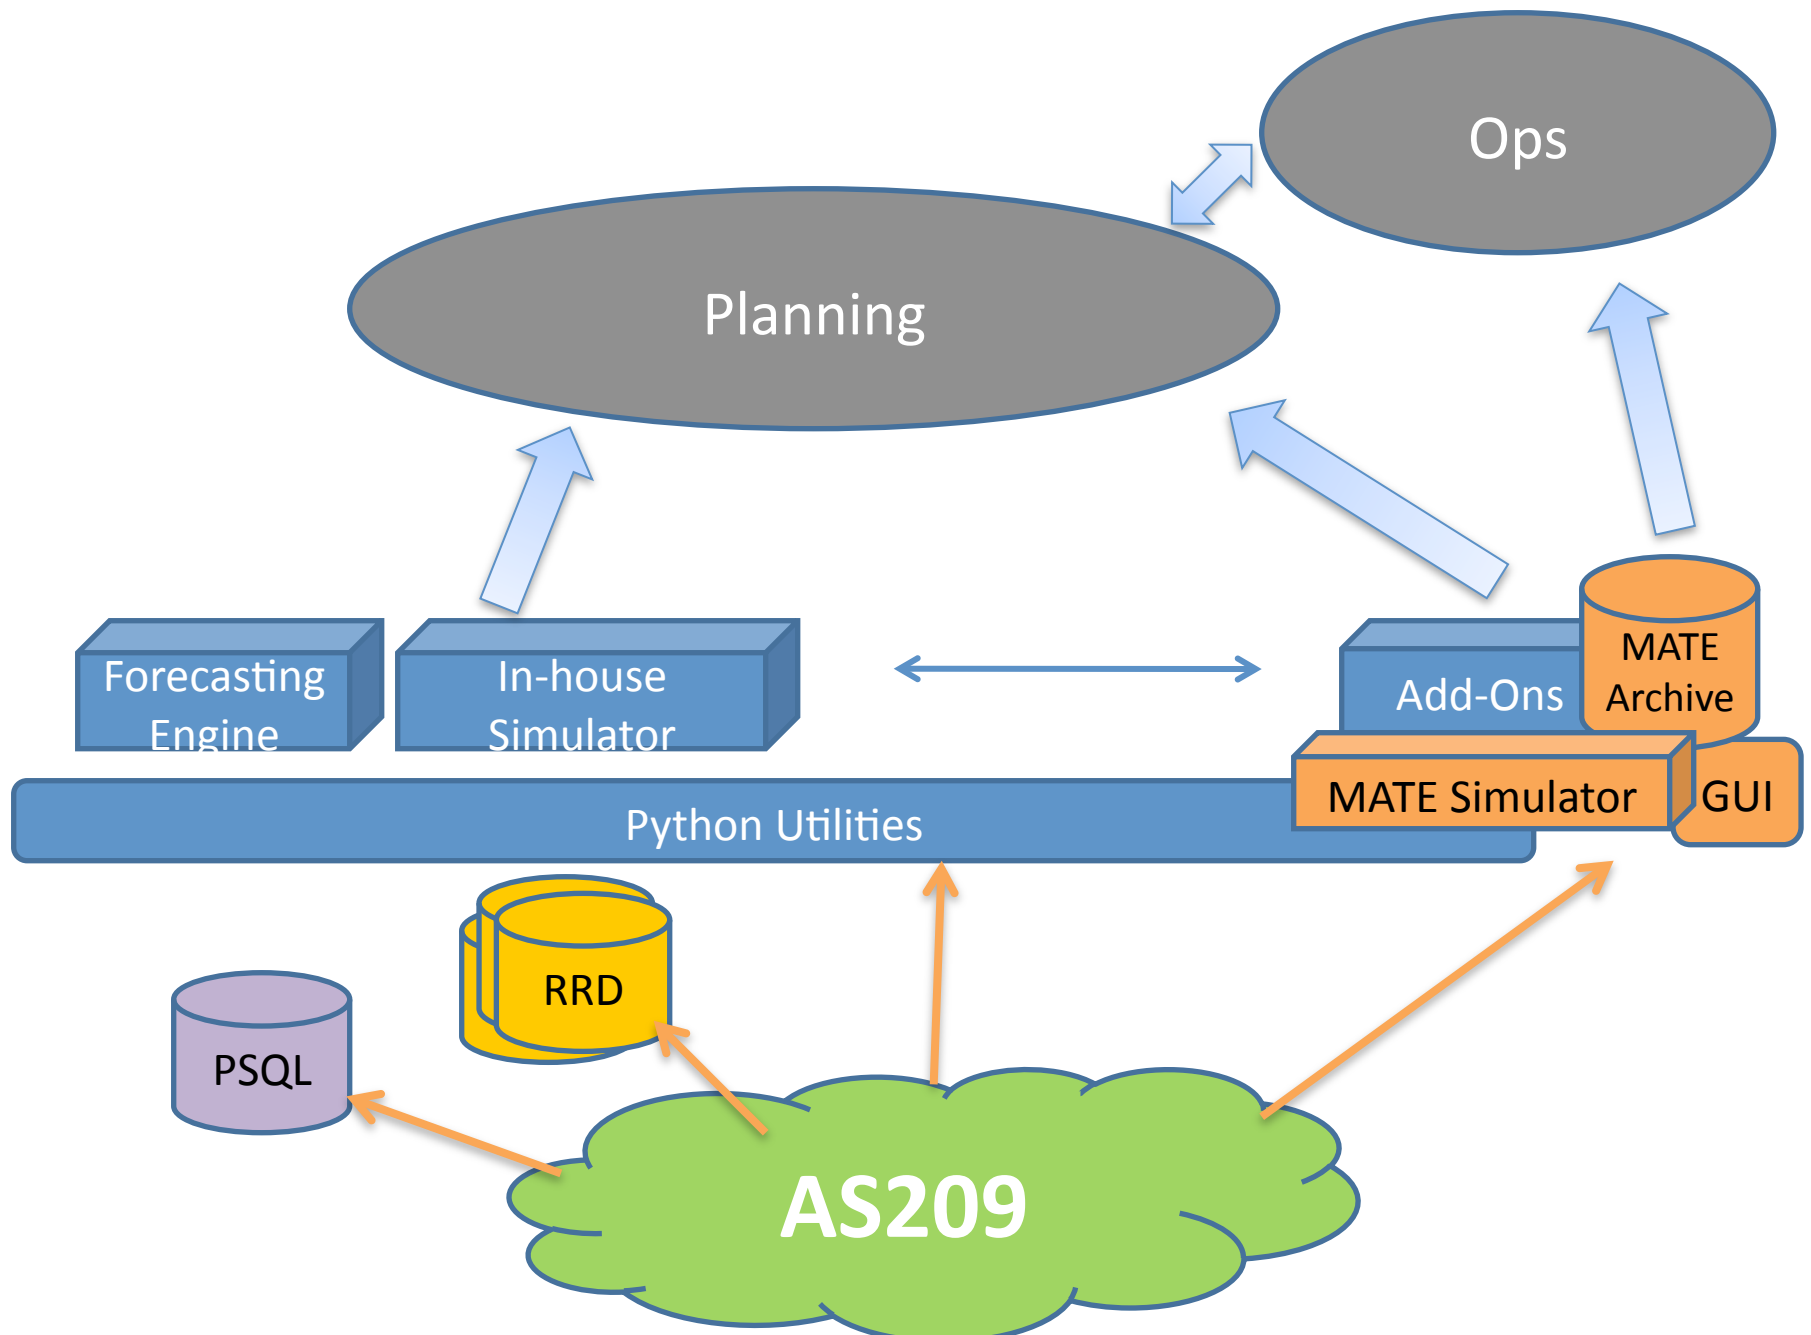 Ops
Planning
Forecasting
Engine
In-house
Simulator
Add-Ons
MATE
Archive
MATE Simulator
GUI
Python Utilities
RRD
PSQL
AS209